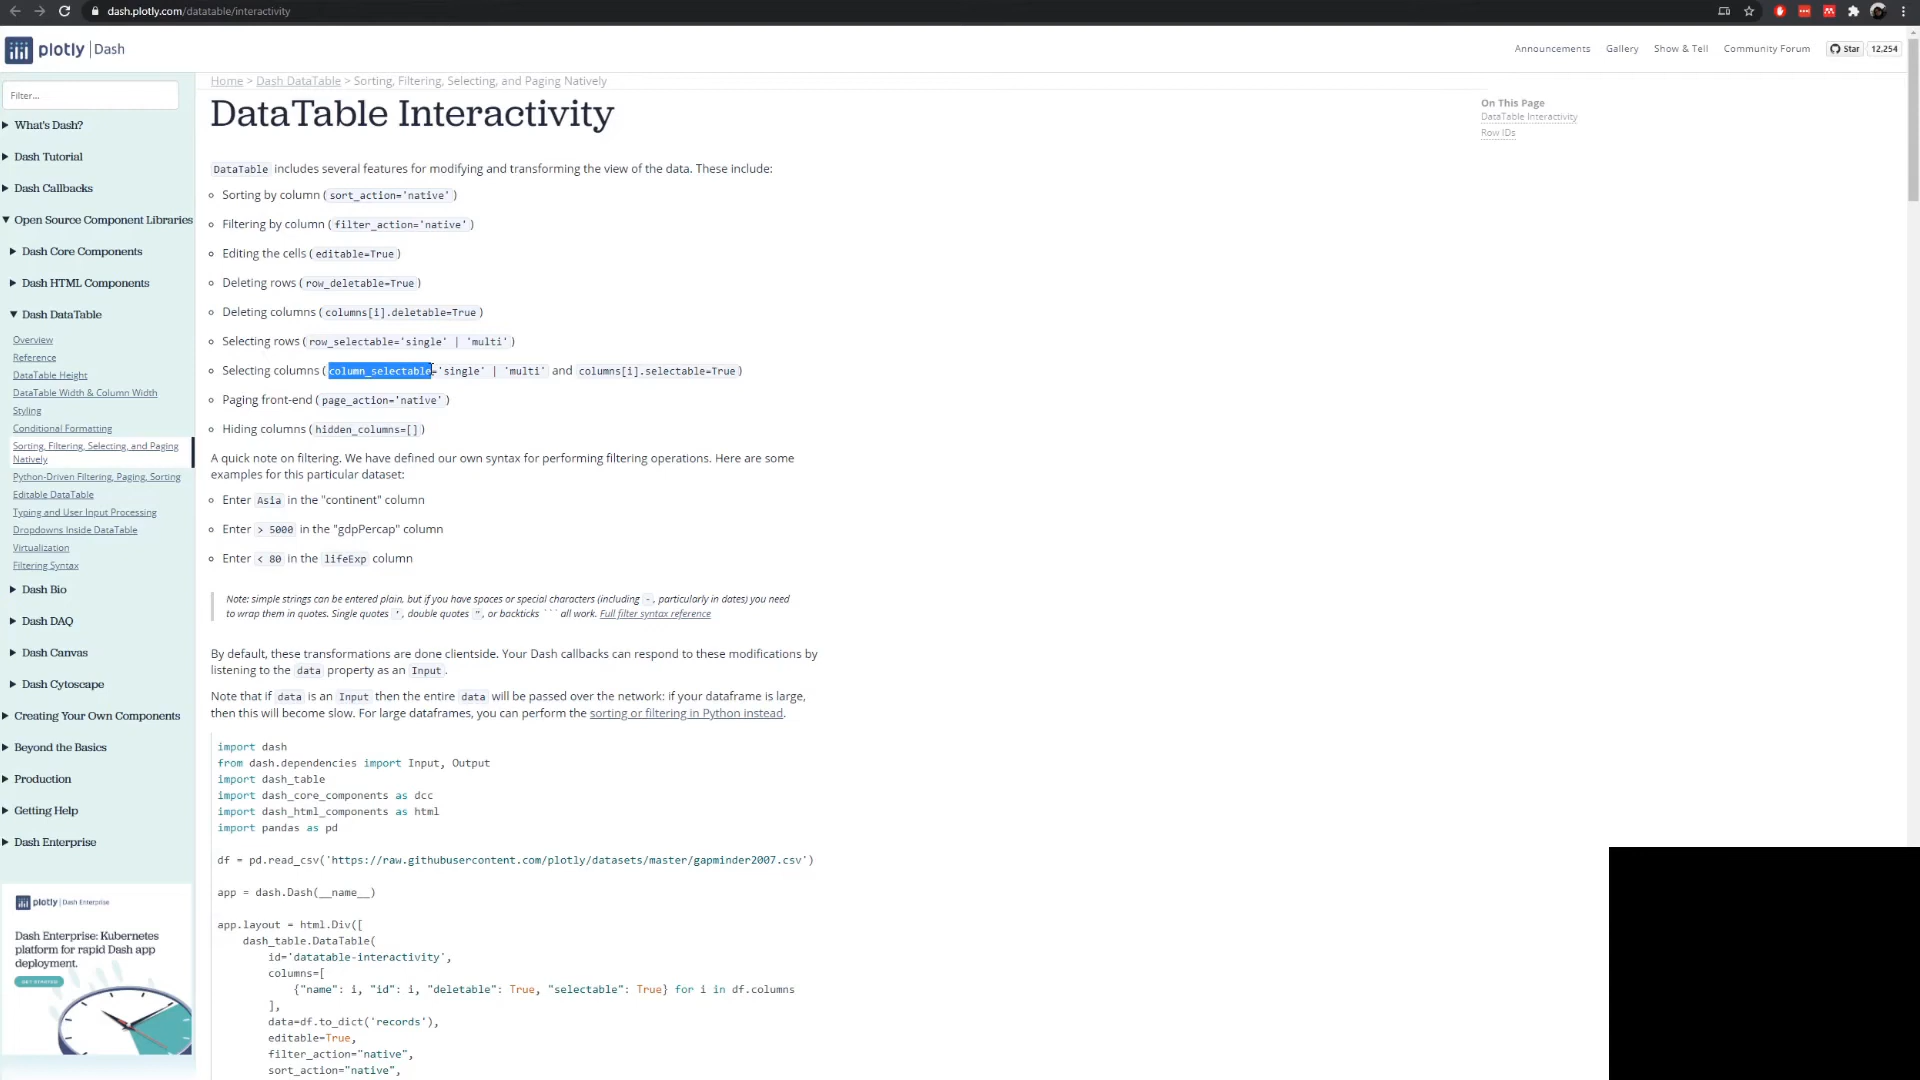 dash.plotly.com/datatable/interactivity
plotly | Dash
Announcements
Gallery
Show & Tell
Community Forum
Star
12,254
Filter...
What's Dash?
Dash Tutorial
Dash Callbacks
Open Source Component Libraries
Dash Core Components
Dash HTML Components
Dash DataTable
Overview
Reference
DataTable Height
DataTable Width & Column Width
Styling
Conditional Formatting
Sorting, Filtering, Selecting, and Paging
Natively
Python-Driven Filtering, Paging, Sorting
Editable DataTable
Typing and User Input Processing
Dropdowns Inside DataTable
Virtualization
Filtering Syntax
Dash Bio
Dash DAQ
Dash Canvas
Dash Cytoscape
Creating Your Own Components
Beyond the Basics
Production
Getting Help
Dash Enterprise
plotly | Dash Enterprise
Dash Enterprise: Kubernetes
platform for rapid Dash app
deployment.
GET STARTED
Home > Dash DataTable > Sorting, Filtering, Selecting, and Paging Natively
DataTable Interactivity
DataTable includes several features for modifying and transforming the view of the data. These include:
Sorting by column (sort_action='native')
Filtering by column (filter_action='native')
Editing the cells (editable=True)
Deleting rows (row_deletable=True)
Deleting columns (columns[i].deletable=True)
Selecting rows (row_selectable='single' | 'multi')
Selecting columns (column_selectable='single' | 'multi' and columns[i].selectable=True)
Paging front-end (page_action='native')
Hiding columns (hidden_columns=[])
A quick note on filtering. We have defined our own syntax for performing filtering operations. Here are some
examples for this particular dataset:
Enter Asia in the "continent" column
Enter > 5000 in the "gdpPercap" column
Enter < 80 in the lifeExp column
Note: simple strings can be entered plain, but if you have spaces or special characters (including -, particularly in dates) you need
to wrap them in quotes. Single quotes ', double quotes ", or backticks ``` all work. Full filter syntax reference
By default, these transformations are done clientside. Your Dash callbacks can respond to these modifications by
listening to the data property as an Input.
Note that if data is an Input then the entire data will be passed over the network: if your dataframe is large,
then this will become slow. For large dataframes, you can perform the sorting or filtering in Python instead.
import dash
from dash.dependencies import Input, Output
import dash_table
import dash_core_components as dcc
import dash_html_components as html
import pandas as pd
df = pd.read_csv('https://raw.githubusercontent.com/plotly/datasets/master/gapminder2007.csv')
app = dash.Dash(__name__)
app.layout = html.Div([
dash_table.DataTable(
id='datatable-interactivity',
columns=[
{"name": i, "id": i, "deletable": True, "selectable": True} for i in df.columns
],
data=df.to_dict('records'),
editable=True,
filter_action="native",
sort_action="native",
On This Page
DataTable Interactivity
Row IDs